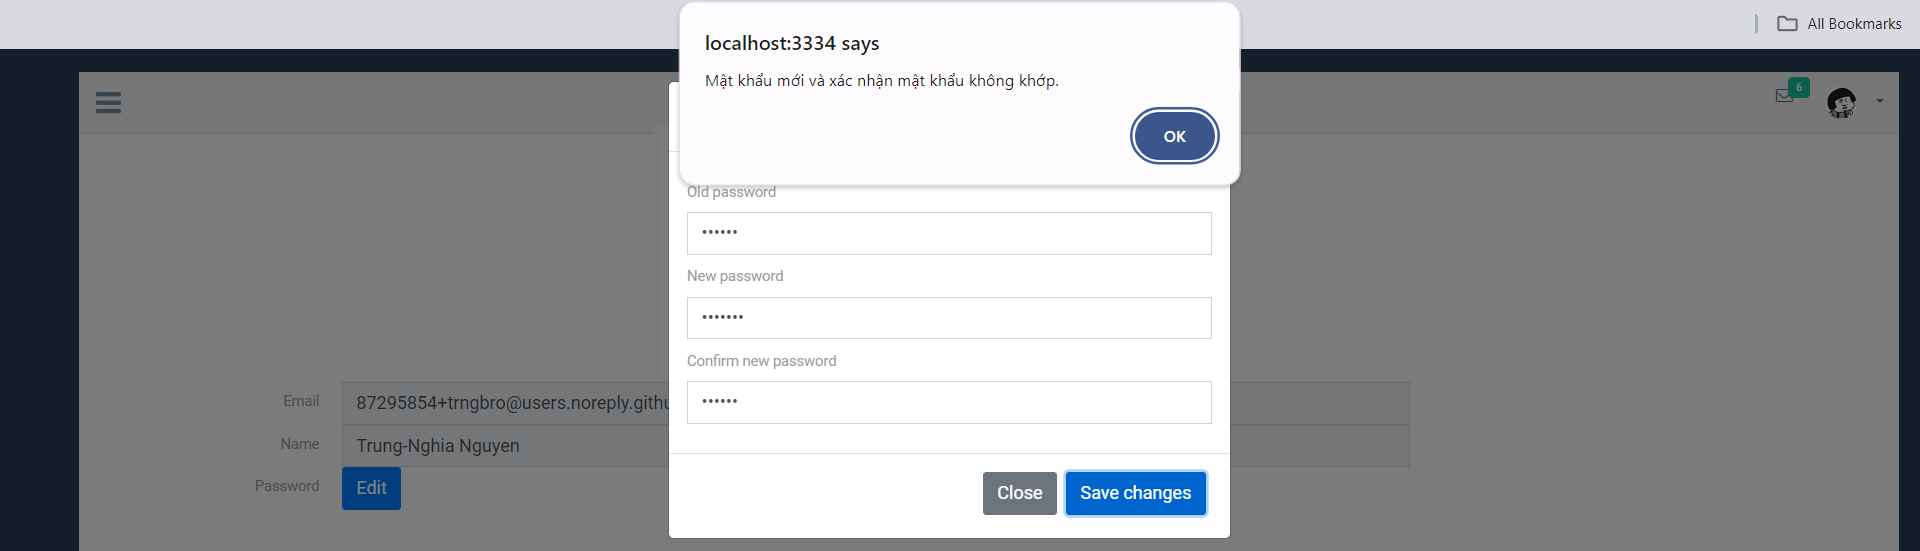 All Bookmarks
localhost:3334 says
Mật khẩu mới và xác nhận mật khẩu không khớp.
OK
6
Old password
••••••
New password
•••••••
Confirm new password
••••••
Email
87295854+trngbro@users.noreply.githu
Name
Trung-Nghia Nguyen
Password
Edit
Close
Save changes